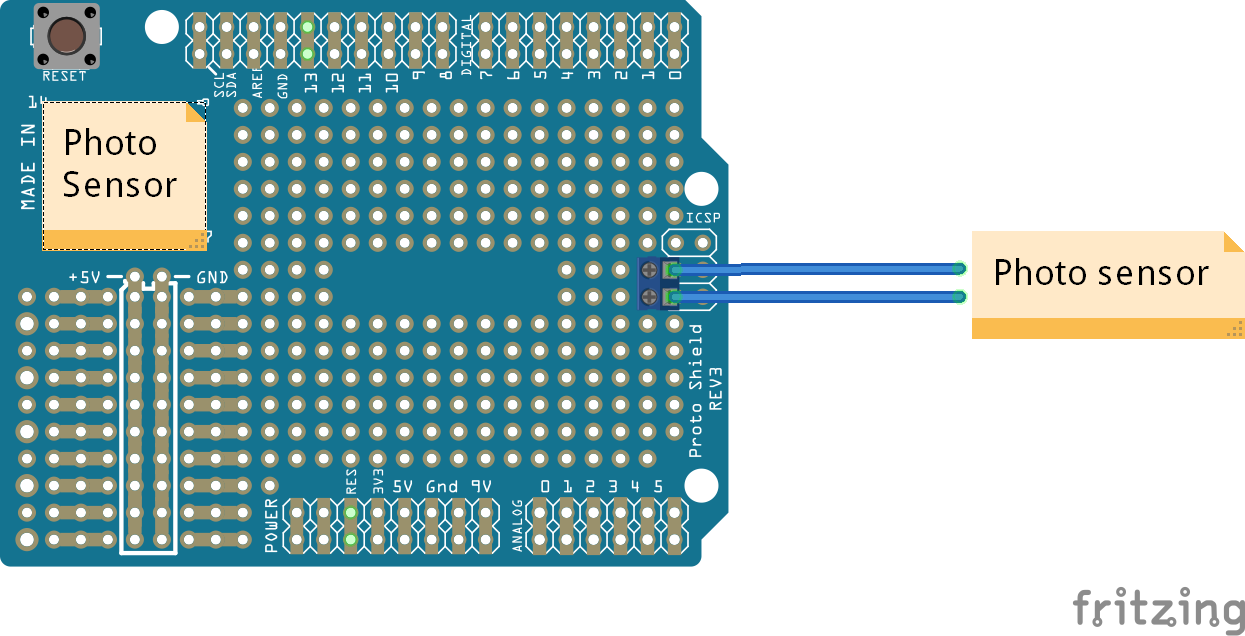 RESET
SCL
SDA
AREF
GND
13
12
11
10
9
8
DIGITAL
7
6
5
4
3
2
1
0
MADE IN
Photo
Sensor
ICSP
+5V
GND
Photo sensor
Proto Shield
REV3
POWER
RES
3V3
5V
Gnd
9V
ANALOG
0
1
2
3
4
5
fritzing